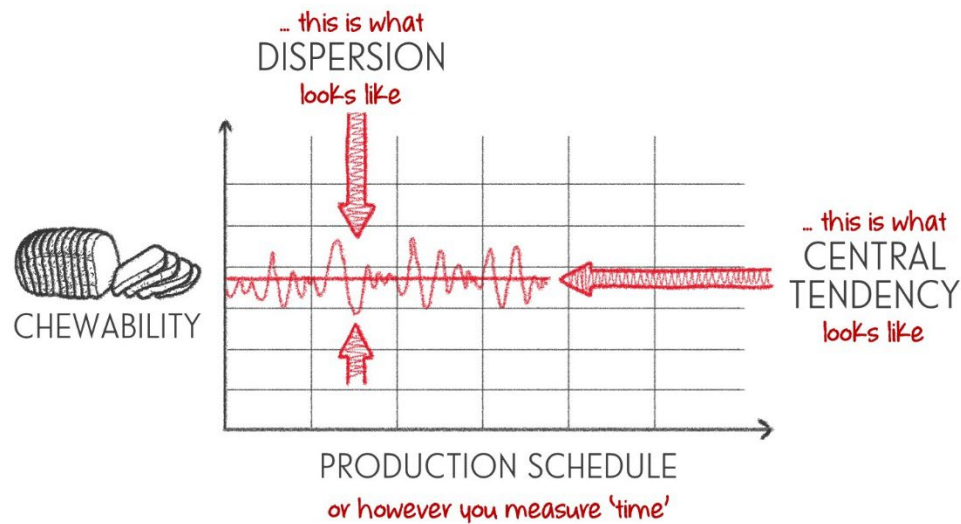 ... this is what
DISPERSION
looks like
... this is what
CENTRAL
TENDENCY
looks like
CHEWABILITY
PRODUCTION SCHEDULE
or however you measure 'time'